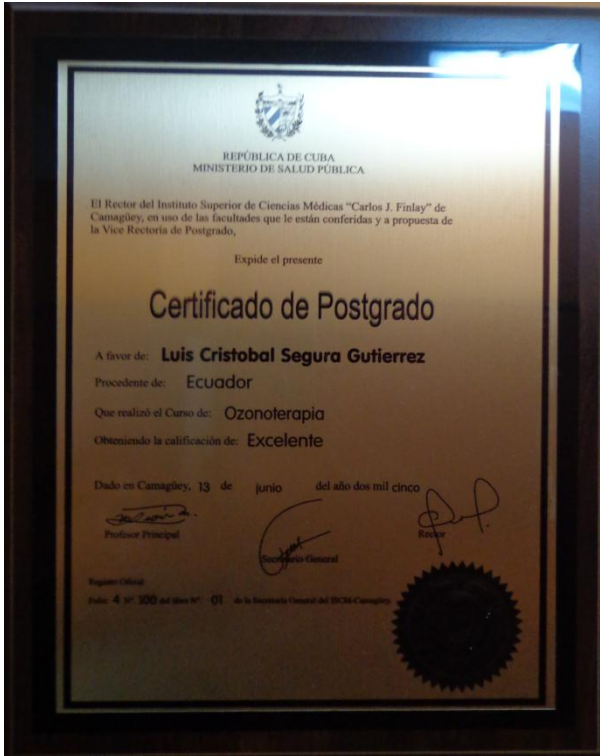 REPÚBLICA DE CUBA
MINISTERIO DE SALUD PÚBLICA
El Rector del Instituto Superior de Ciencias Médicas "Carlos J. Finlay" de
Camagüey, en uso de las facultades que le están conferidas y a propuesta de
la Vice Rectoría de Postgrado,
Expide el presente
Certificado de Postgrado
A favor de: Luis Cristobal Segura Gutierrez
Procedente de: Ecuador
Que realizó el Curso de: Ozonoterapia
Obteniendo la calificación de: Excelente
Dado en Camagüey, 13 de junio del año dos mil cinco
Profesor Principal
Secretario General
Rector
Registro Oficial
Folio: 4 Nº 100 del libro Nº. 01 de la Secretaría General del ISCM-Camagüey